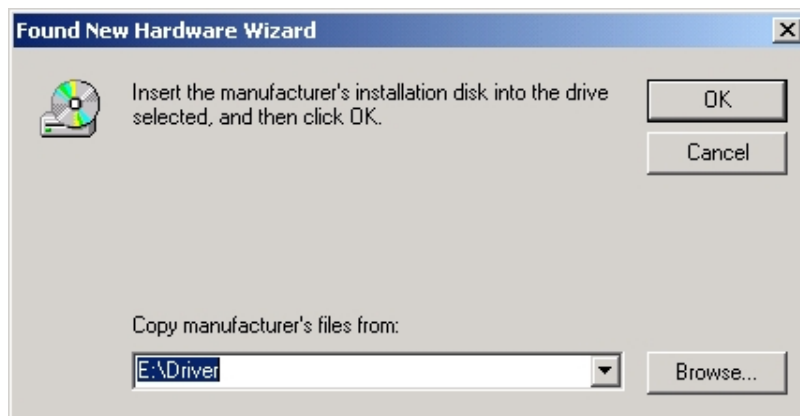 Found New Hardware Wizard
Insert the manufacturer's installation disk into the drive
selected, and then click OK.
OK
Cancel
Copy manufacturer's files from:
E:\Driver
Browse...